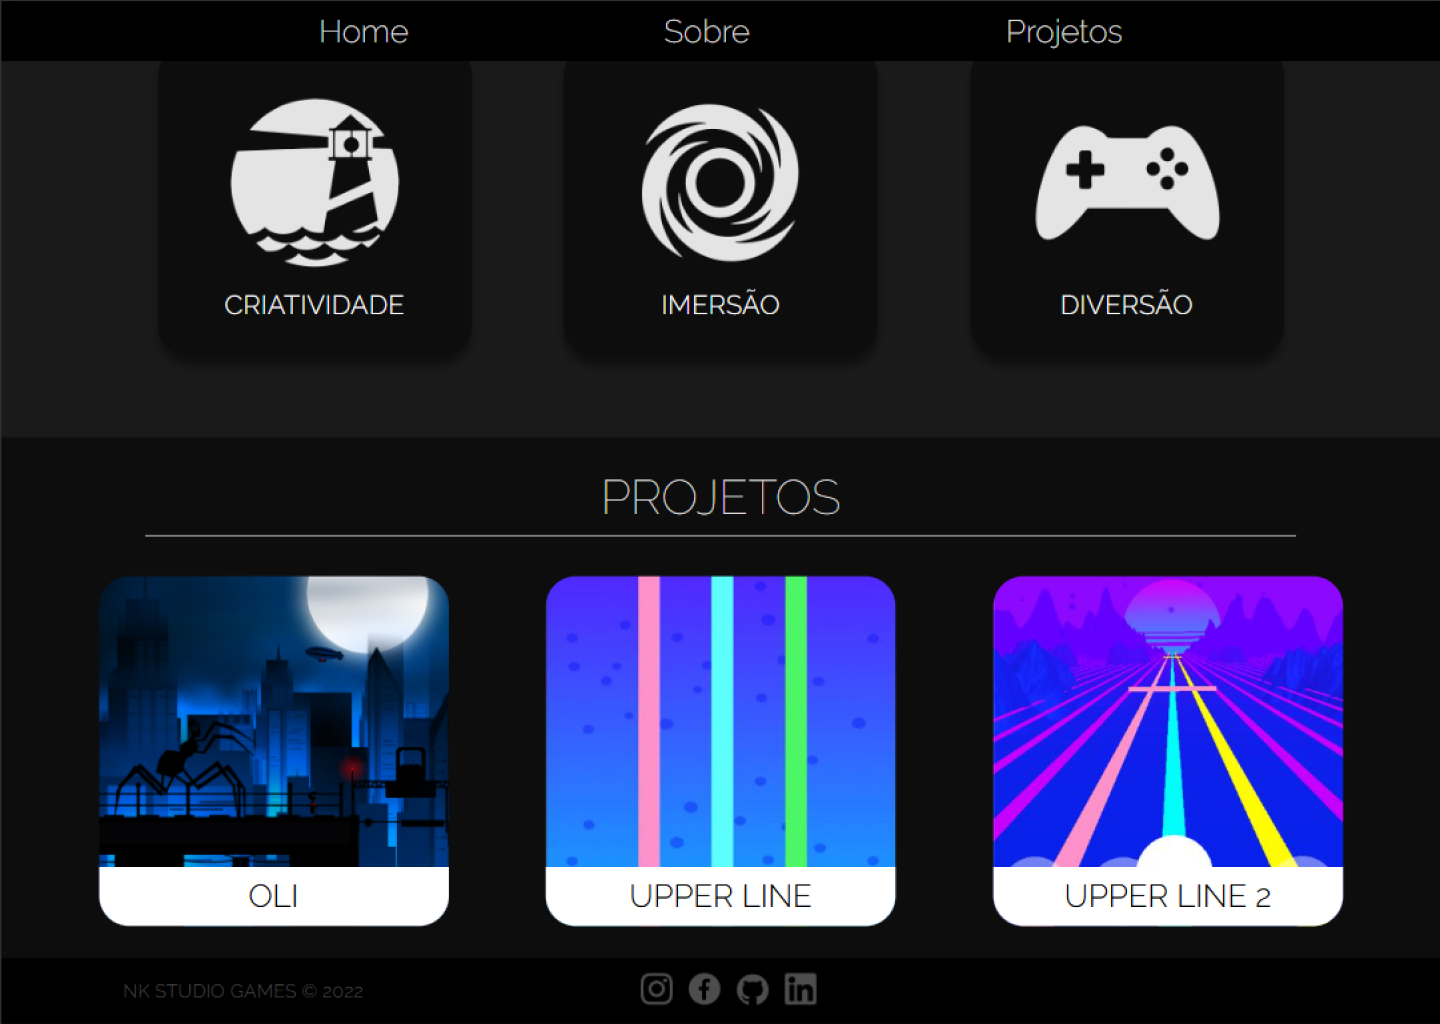 Home Sobre Projetos
CRIATIVIDADE IMERSÃO DIVERSÃO
PROJETOS
OLI UPPER LINE UPPER LINE 2
NK STUDIO GAMES © 2022